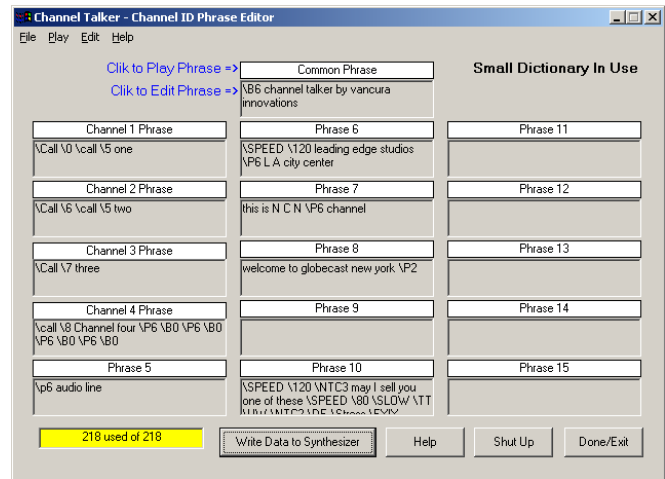 Channel Talker - Channel ID Phrase Editor
File Play Edit Help
Clik to Play Phrase =>
Common Phrase
Small Dictionary In Use
Clik to Edit Phrase =>
\B6 channel talker by vancura
innovations
Channel 1 Phrase
Phrase 6
Phrase 11
\Call \0 \call \5 one
\SPEED \120 leading edge studios
\P6 L A city center
Channel 2 Phrase
Phrase 7
Phrase 12
\Call \6 \call \5 two
this is N C N \P6 channel
Channel 3 Phrase
Phrase 8
Phrase 13
\Call \7 three
welcome to globecast new york \P2
Channel 4 Phrase
Phrase 9
Phrase 14
\call \8 Channel four \P6 \B0 \P6 \B0
\P6 \B0 \P6 \B0
Phrase 5
Phrase 10
Phrase 15
\p6 audio line
\SPEED \120 \NTC3 may I sell you
one of these \SPEED \80 \SLOW \TT
218 used of 218
Write Data to Synthesizer
Help
Shut Up
Done/Exit